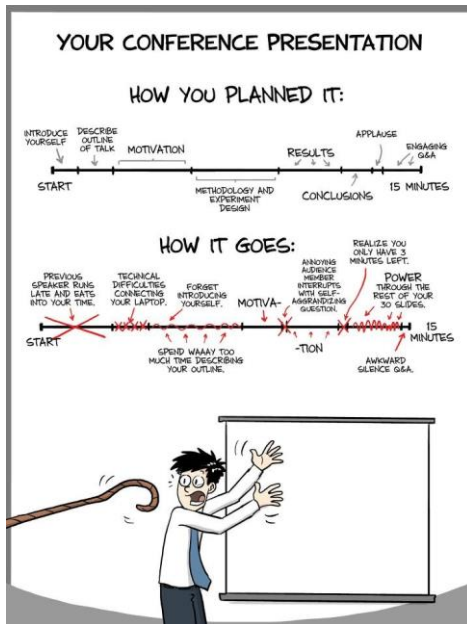 YOUR CONFERENCE PRESENTATION
HOW YOU PLANNED IT:
INTRODUCE
YOURSELF
DESCRIBE
OUTLINE
OF TALK
MOTIVATION
RESULTS
APPLAUSE
ENGAGING
Q&A
START
METHODOLOGY AND
EXPERIMENT
DESIGN
CONCLUSIONS
15 MINUTES
HOW IT GOES:
PREVIOUS
SPEAKER RUNS
LATE AND EATS
INTO YOUR TIME.
TECHNICAL
DIFFICULTIES
CONNECTING
YOUR LAPTOP.
FORGET
INTRODUCING
YOURSELF.
MOTIVA-
ANNOYING
AUDIENCE
MEMBER
INTERRUPTS
WITH SELF-
AGGRANDIZING
QUESTION.
REALIZE YOU
ONLY HAVE 3
MINUTES LEFT.
POWER
THROUGH THE
REST OF YOUR
30 SLIDES.
START
SPEND WAAAY TOO
MUCH TIME DESCRIBING
YOUR OUTLINE.
-TION
AWKWARD
SILENCE Q&A.
15
MINUTES